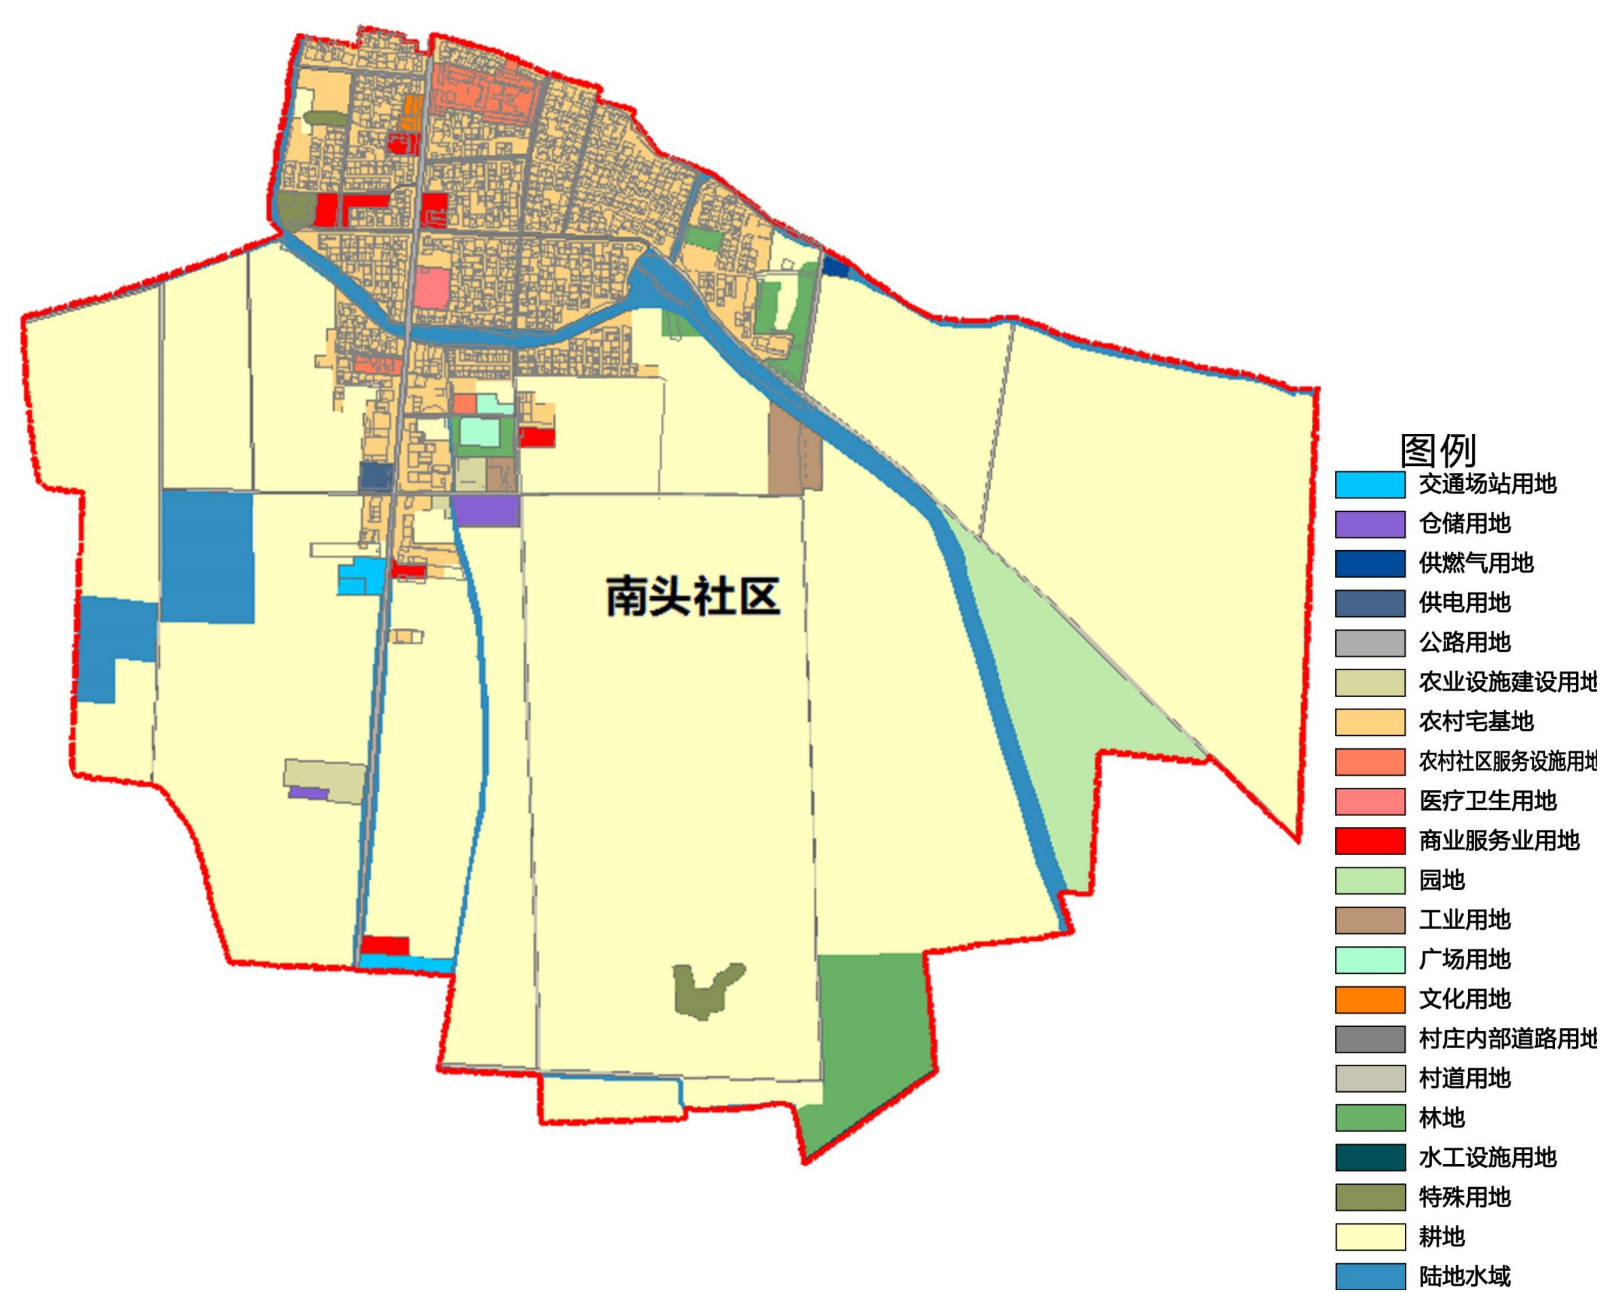 图例
交通场站用地
仓储用地
供燃气用地
供电用地
公路用地
农业设施建设用地
农村宅基地
农村社区服务设施用地
医疗卫生用地
商业服务业用地
园地
工业用地
广场用地
文化用地
村庄内部道路用地
村道用地
林地
水工设施用地
特殊用地
耕地
陆地水域
南头社区